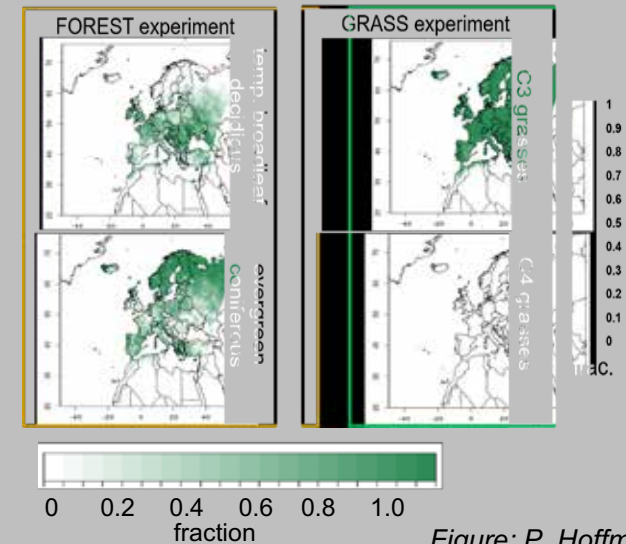 FOREST experiment
GRASS experiment
temp. broadleaf
decidious
C3 grasses
evergreen
coniferous
C4 grasses
1
0.9
0.8
0.7
0.6
0.5
0.4
0.3
0.2
0.1
0
frac.
0 0.2 0.4 0.6 0.8 1.0
fraction
Figure: P. Hoffm